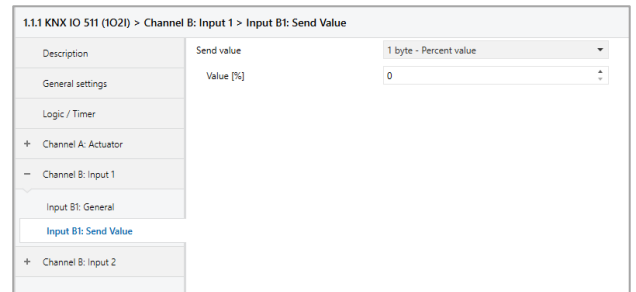 1.1.1 KNX IO 511 (1O2I) > Channel B: Input 1 > Input B1: Send Value
Description
Send value
1 byte - Percent value
General settings
Value [%]
0
Logic / Timer
+ Channel A: Actuator
− Channel B: Input 1
Input B1: General
Input B1: Send Value
+ Channel B: Input 2